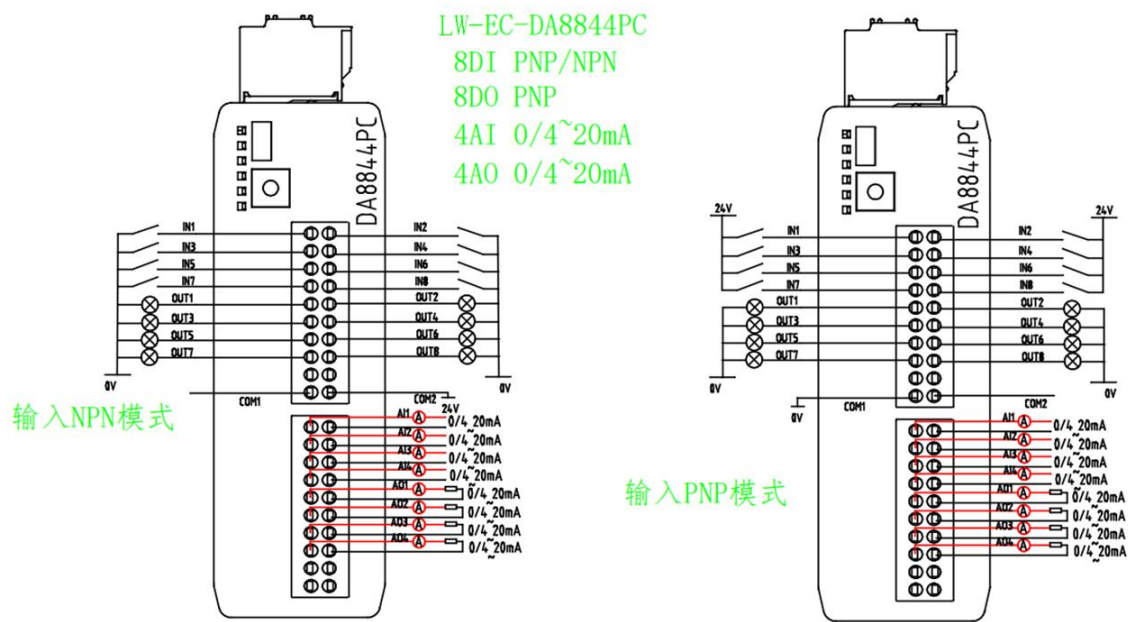 LW-EC-DA8844PC
8DI PNP/NPN
8DO PNP
4AI 0/4~20mA
4AO 0/4~20mA
DA8844PC
IN1
IN2
IN3
IN4
IN5
IN6
IN7
IN8
OUT1
OUT2
OUT3
OUT4
OUT5
OUT6
OUT7
OUT8
0V
0V
COM1
COM2
24V
输入NPN模式
AI1
0/4~20mA
AI2
0/4~20mA
AI3
0/4~20mA
AI4
0/4~20mA
AO1
0/4~20mA
AO2
0/4~20mA
AO3
0/4~20mA
AO4
0/4~20mA
DA8844PC
24V
24V
IN1
IN2
IN3
IN4
IN5
IN6
IN7
IN8
OUT1
OUT2
OUT3
OUT4
OUT5
OUT6
OUT7
OUT8
0V
0V
0V
COM1
COM2
输入PNP模式
AI1
0/4~20mA
AI2
0/4~20mA
AI3
0/4~20mA
AI4
0/4~20mA
AO1
0/4~20mA
AO2
0/4~20mA
AO3
0/4~20mA
AO4
0/4~20mA